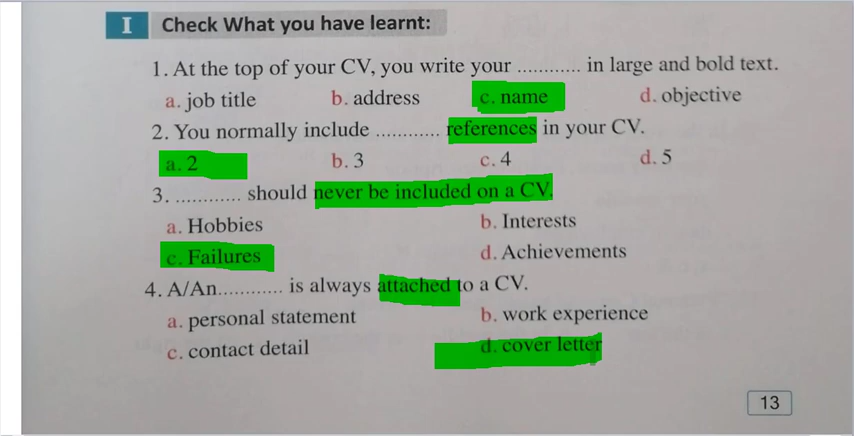 I Check What you have learnt:
1. At the top of your CV, you write your ............ in large and bold text.
a. job title b. address c. name d. objective
2. You normally include ............ references in your CV.
a. 2 b. 3 c. 4 d. 5
3. ............ should never be included on a CV.
a. Hobbies b. Interests
c. Failures d. Achievements
4. A/An............ is always attached to a CV.
a. personal statement b. work experience
c. contact detail d. cover letter
13